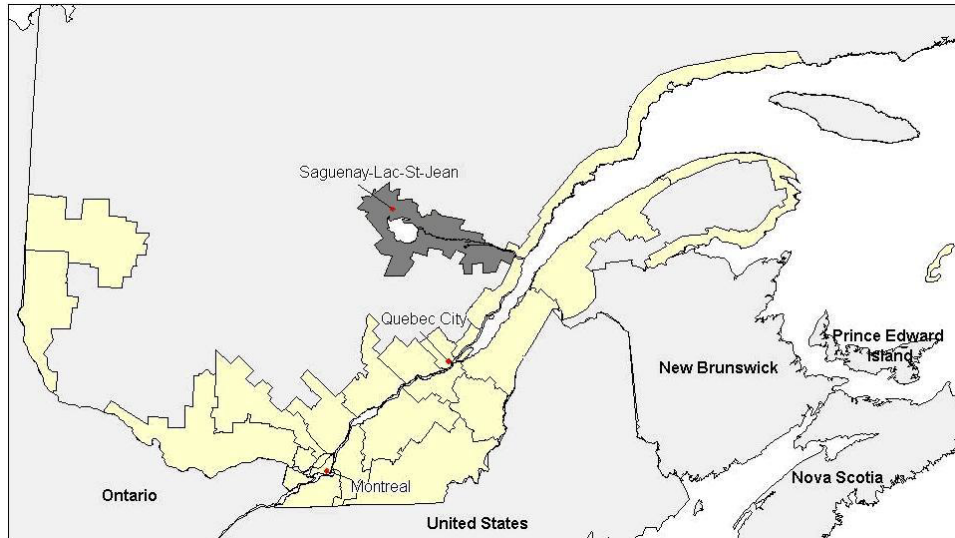 Saguenay-Lac-St-Jean
Quebec City
Prince Edward
Island
New Brunswick
Nova Scotia
Montreal
Ontario
United States